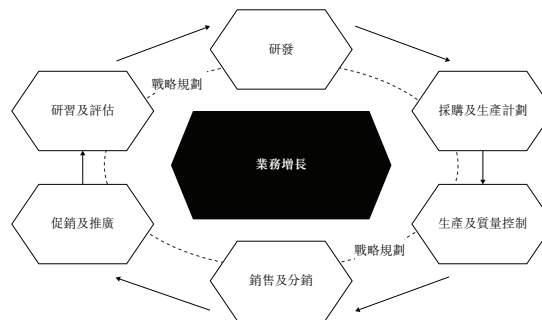 研發
戰略規劃
研習及評估
採購及生產計劃
業務增長
促銷及推廣
生產及質量控制
戰略規劃
銷售及分銷